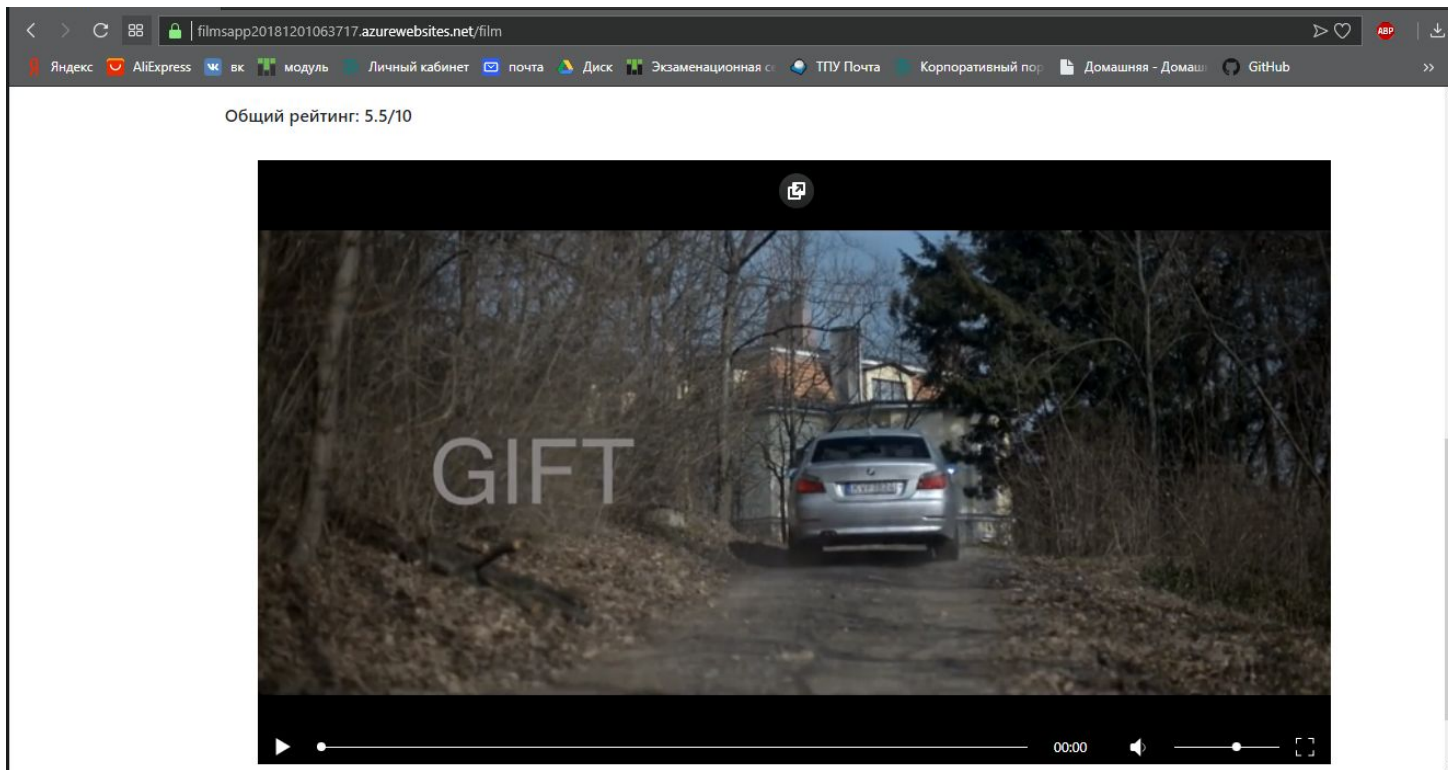 filmsapp20181201063717.azurewebsites.net/film
ABP
Яндекс AliExpress вк модуль Личный кабинет почта Диск Экзаменационная с ТПУ Почта Корпоративный пор Домашняя - Домаш GitHub
Общий рейтинг: 5.5/10
GIFT
00:00